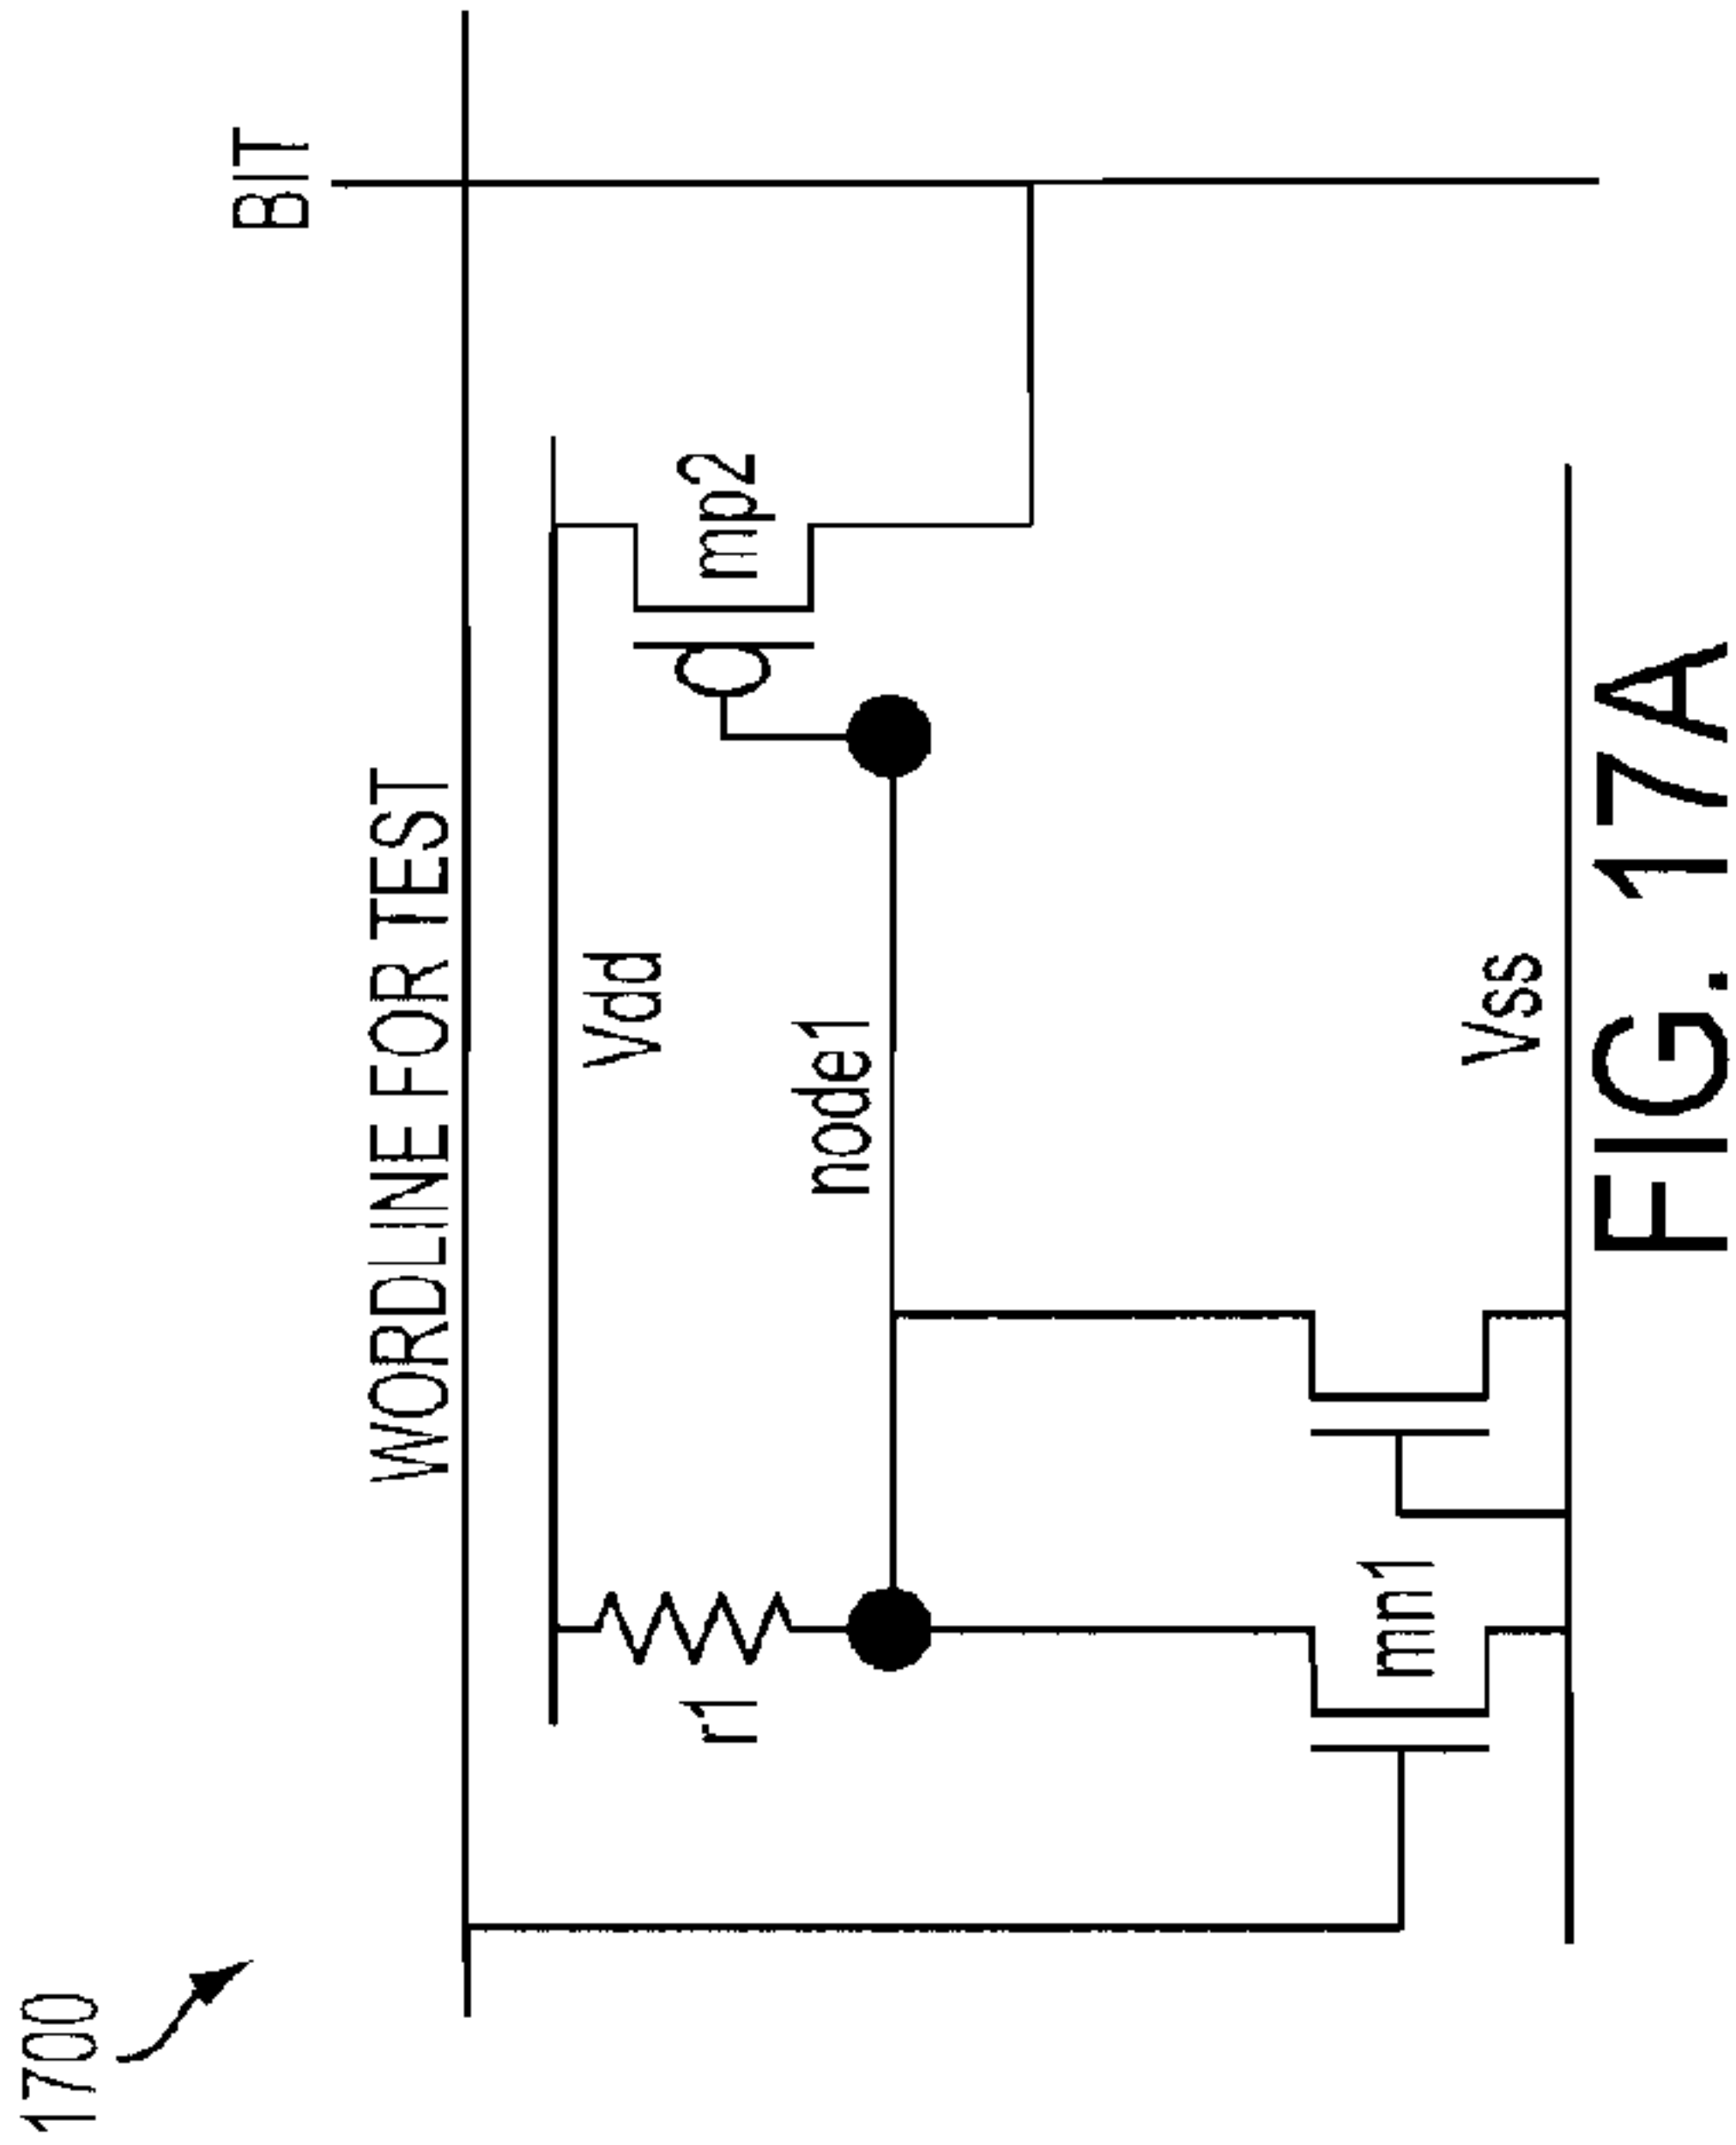 1700
WORDLINE FOR TEST
BIT
Vdd
r1
mp2
node1
mn1
Vss
FIG. 17A